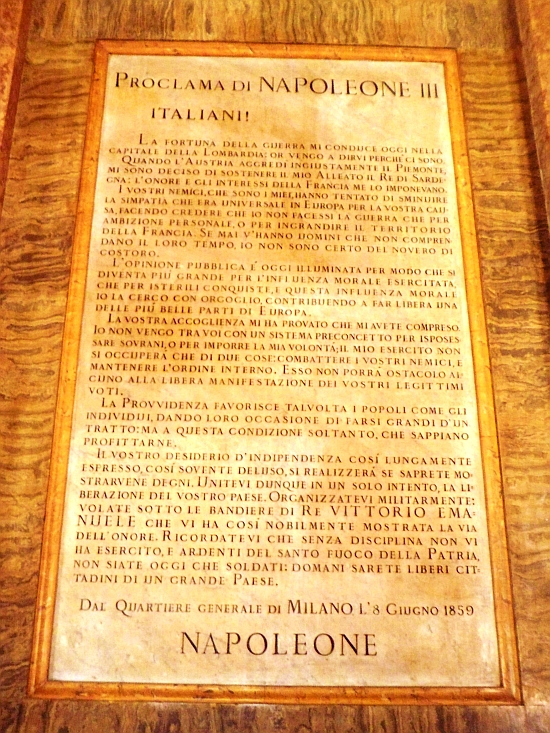 PROCLAMA DI NAPOLEONE III
ITALIANI!
LA FORTUNA DELLA GUERRA MI CONDUCE OGGI NELLA
CAPITALE DELLA LOMBARDIA: OR VENGO A DIRVI PERCHÉ CI SONO.
QUANDO L'AUSTRIA AGGREDÌ INGIUSTAMENTE IL PIEMONTE,
MI SONO DECISO DI SOSTENERE IL MIO ALLEATO IL RE DI SARDE=
GNA: L'ONORE E GLI INTERESSI DELLA FRANCIA ME LO IMPONEVANO.
I VOSTRI NEMICI, CHE SONO I MIEI, HANNO TENTATO DI SMINUIRE
LA SIMPATIA CHE ERA UNIVERSALE IN EUROPA PER LA VOSTRA CAU=
SA, FACENDO CREDERE CHE IO NON FACESSI LA GUERRA CHE PER
AMBIZIONE PERSONALE, O PER INGRANDIRE IL TERRITORIO
DELLA FRANCIA. SE MAI V'HANNO DOMINI CHE NON COMPREN=
DANO IL LORO TEMPO, IO NON SONO CERTO DEL NOVERO DI
COSTORO.
L'OPINIONE PUBBLICA É OGGI ILLUMINATA PER MODO CHE SI
DIVENTA PIÚ GRANDE PER L'INFLUENZA MORALE ESERCITATA,
CHE PER ISTERILI CONQUISTE, E QUESTA INFLUENZA MORALE
IO LA CERCO CON ORGOGLIO, CONTRIBUENDO A FAR LIBERA UNA
DELLE PIÚ BELLE PARTI DI EUROPA.
LA VOSTRA ACCOGLIENZA MI HA PROVATO CHE MI AVETE COMPRESO.
IO NON VENGO TRA VOI CON UN SISTEMA PRECONCETTO PER ISPOSES=
SARE SOVRANI, O PER IMPORRE LA MIA VOLONTÁ; IL MIO ESERCITO NON
SI OCCUPERÁ CHE DI DUE COSE: COMBATTERE I VOSTRI NEMICI, E
MANTENERE L'ORDINE INTERNO. ESSO NON PORRÁ OSTACOLO AL=
CUNO ALLA LIBERA MANIFESTAZIONE DEI VOSTRI LEGITTIMI
VOTI.
LA PROVVIDENZA FAVORISCE TALVOLTA I POPOLI COME GLI
INDIVIDUI, DANDO LORO OCCASIONE DI FARSI GRANDI D'UN
TRATTO: MA A QUESTA CONDIZIONE SOLTANTO, CHE SAPPIANO
PROFITTARNE.
IL VOSTRO DESIDERIO D'INDIPENDENZA COSÍ LUNGAMENTE
ESPRESSO, COSÍ SOVENTE DELUSO, SI REALIZZERÁ SE SAPRETE MO=
STRARVENE DEGNI. UNITEVI DUNQUE IN UN SOLO INTENTO, LA LI=
BERAZIONE DEL VOSTRO PAESE. ORGANIZZATEVI MILITARMENTE:
VOLATE SOTTO LE BANDIERE DI RE VITTORIO EMA=
NUELE CHE VI HA COSÍ NOBILMENTE MOSTRATA LA VIA
DELL'ONORE. RICORDATEVI CHE SENZA DISCIPLINA NON VI
HA ESERCITO, E ARDENTI DEL SANTO FUOCO DELLA PATRIA,
NON SIATE OGGI CHE SOLDATI: DOMANI SARETE LIBERI CIT=
TADINI DI UN GRANDE PAESE.
DAL QUARTIERE GENERALE DI MILANO L'8 GIUGNO 1859
NAPOLEONE